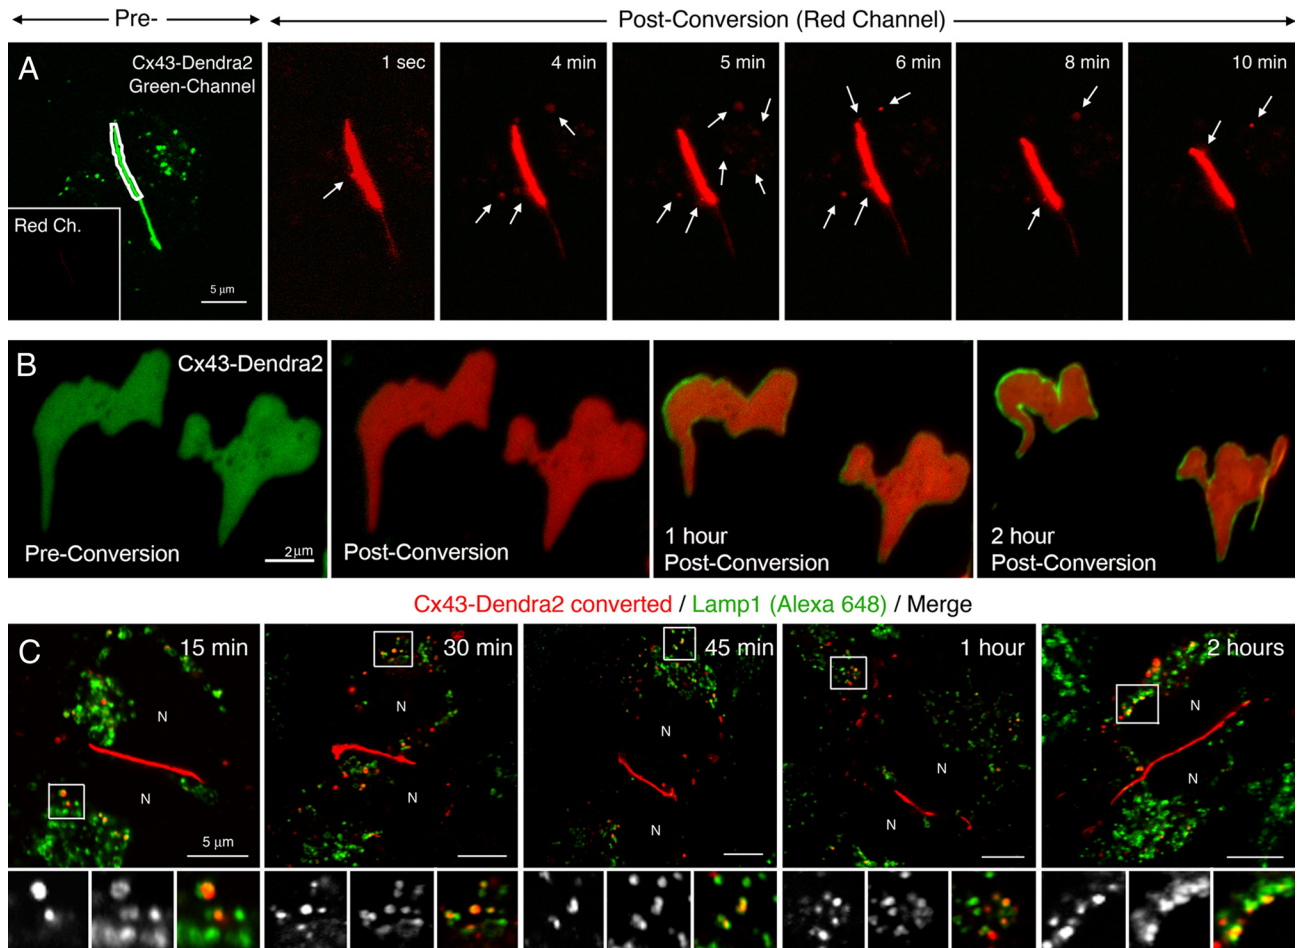 Pre-
Post-Conversion (Red Channel)
A
Cx43-Dendra2
Green-Channel
Red Ch.
5 μm
1 sec
4 min
5 min
6 min
8 min
10 min
B
Cx43-Dendra2
Pre-Conversion
2μm
Post-Conversion
1 hour
Post-Conversion
2 hour
Post-Conversion
Cx43-Dendra2 converted / Lamp1 (Alexa 648) / Merge
C
15 min
N
N
5 μm
30 min
N
N
45 min
N
N
1 hour
N
N
2 hours
N
N